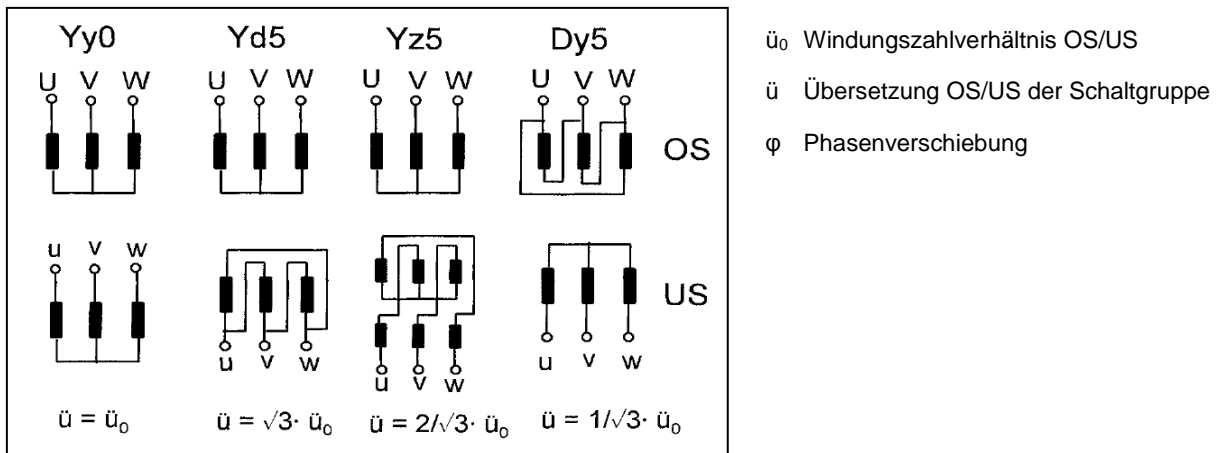 Yy0 Yd5 Yz5 Dy5
U V W U V W U V W U V W
OS
u v w
US
u v w u v w u v w
ü = ü₀ ü = √3· ü₀ ü = 2/√3· ü₀ ü = 1/√3· ü₀
ü₀ Windungszahlverhältnis OS/US
ü Übersetzung OS/US der Schaltgruppe
φ Phasenverschiebung